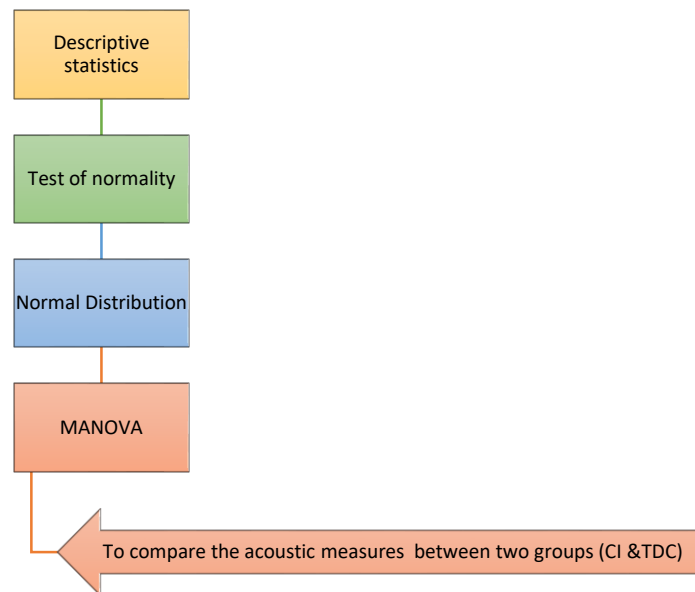 Descriptive
statistics
Test of normality
Normal Distribution
MANOVA
To compare the acoustic measures between two groups (CI &TDC)